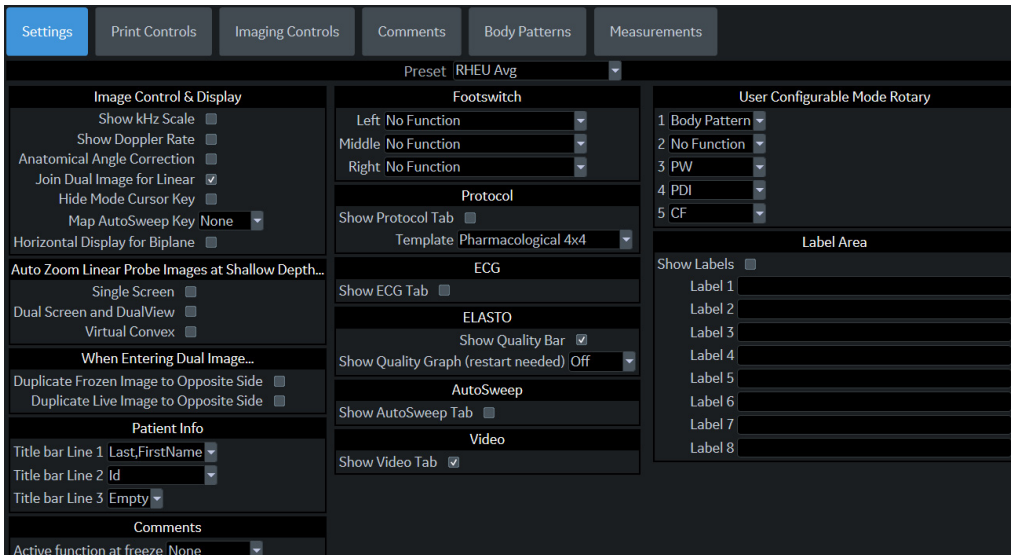 Settings Print Controls Imaging Controls Comments Body Patterns Measurements
Preset RHEU Avg
Image Control & Display
Show kHz Scale
Show Doppler Rate
Anatomical Angle Correction
Join Dual Image for Linear
Hide Mode Cursor Key
Map AutoSweep Key None
Horizontal Display for Biplane
Auto Zoom Linear Probe Images at Shallow Depth...
Single Screen
Dual Screen and DualView
Virtual Convex
When Entering Dual Image...
Duplicate Frozen Image to Opposite Side
Duplicate Live Image to Opposite Side
Patient Info
Title bar Line 1 Last,FirstName
Title bar Line 2 Id
Title bar Line 3 Empty
Comments
Active function at freeze None
Footswitch
Left No Function
Middle No Function
Right No Function
Protocol
Show Protocol Tab
Template Pharmacological 4x4
ECG
Show ECG Tab
ELASTO
Show Quality Bar
Show Quality Graph (restart needed) Off
AutoSweep
Show AutoSweep Tab
Video
Show Video Tab
User Configurable Mode Rotary
1 Body Pattern
2 No Function
3 PW
4 PDI
5 CF
Label Area
Show Labels
Label 1
Label 2
Label 3
Label 4
Label 5
Label 6
Label 7
Label 8